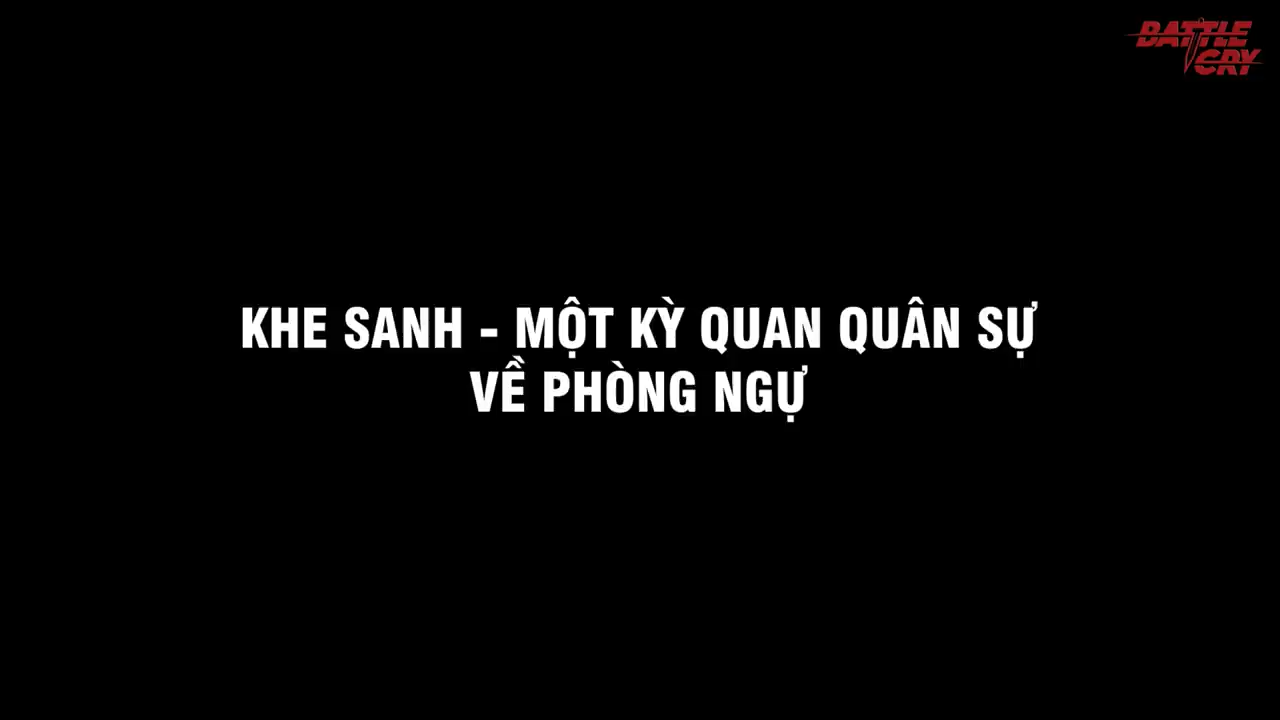 BATTLE
CRY
KHE SANH - MỘT KỲ QUAN QUÂN SỰ
VỀ PHÒNG NGỰ